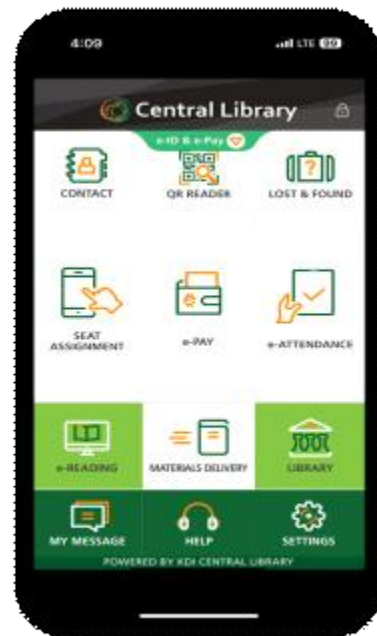 4:09
LTE 99
Central Library
e-ID & e-Pay
CONTACT
QR READER
LOST & FOUND
SEAT
ASSIGNMENT
e-PAY
e-ATTENDANCE
e-READING
MATERIALS DELIVERY
LIBRARY
MY MESSAGE
HELP
SETTINGS
POWERED BY KDI CENTRAL LIBRARY